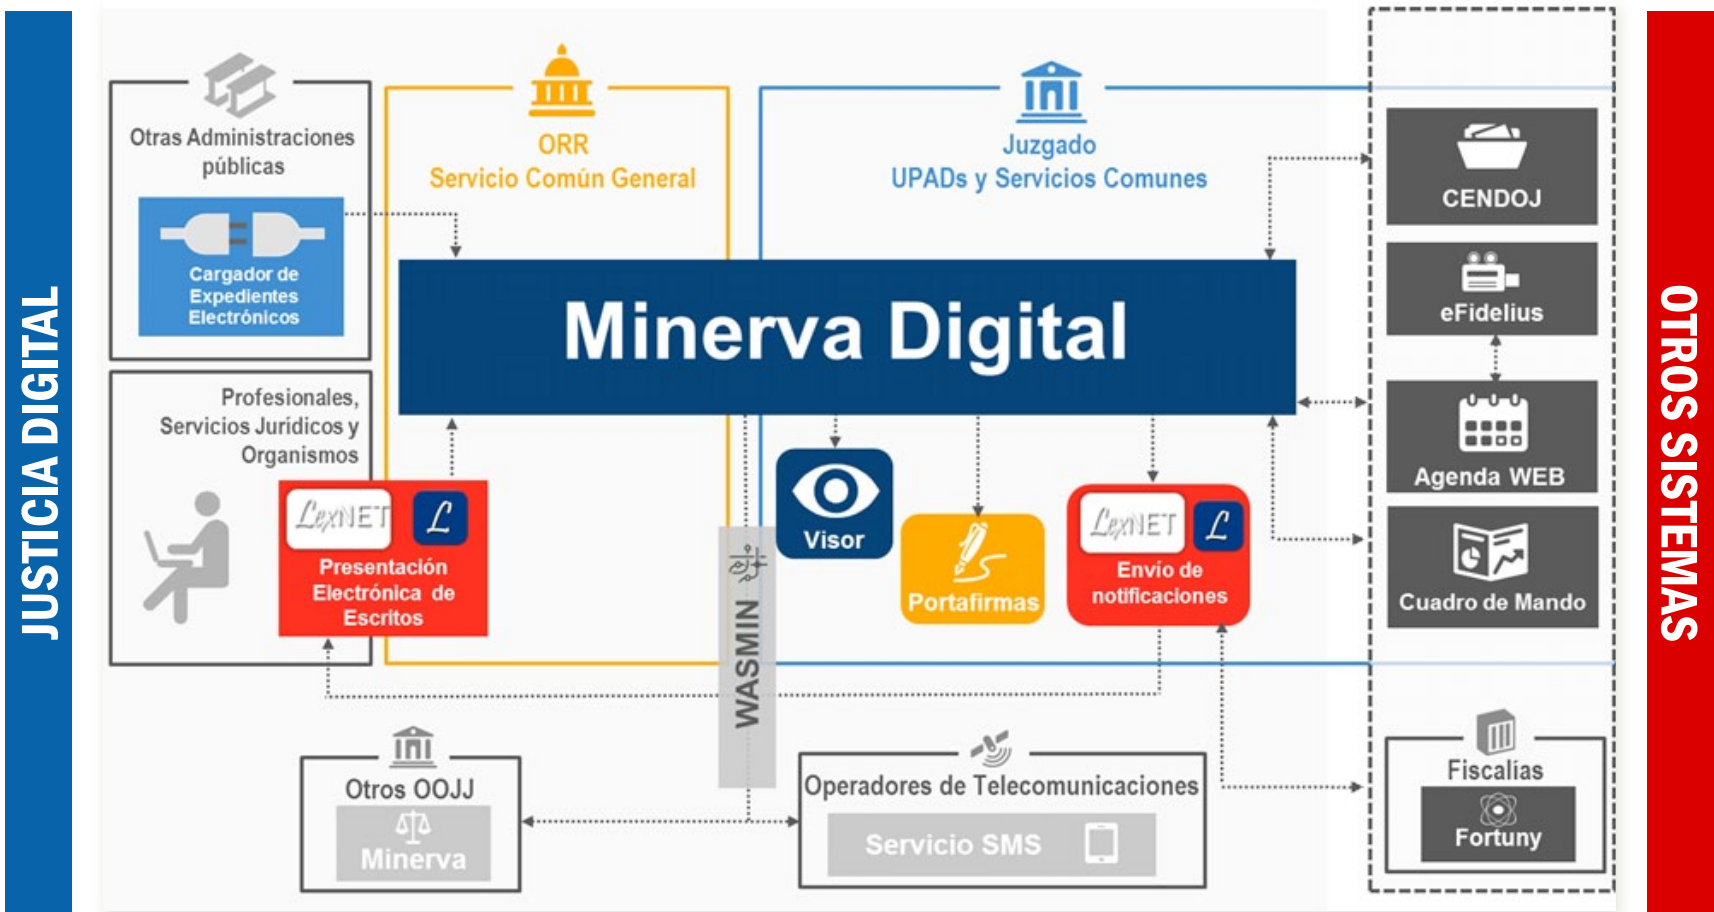 JUSTICIA DIGITAL
Otras Administraciones
públicas
Cargador de
Expedientes
Electrónicos
Profesionales,
Servicios Jurídicos y
Organismos
LexNET
L
Presentación
Electrónica de
Escritos
ORR
Servicio Común General
Juzgado
UPADs y Servicios Comunes
Minerva Digital
Visor
Portafirmas
LexNET
L
Envío de
notificaciones
WASMIN
Otros OOJJ
Minerva
Operadores de Telecomunicaciones
Servicio SMS
CENDOJ
eFidelius
Agenda WEB
Cuadro de Mando
Fiscalias
Fortuny
OTROS SISTEMAS